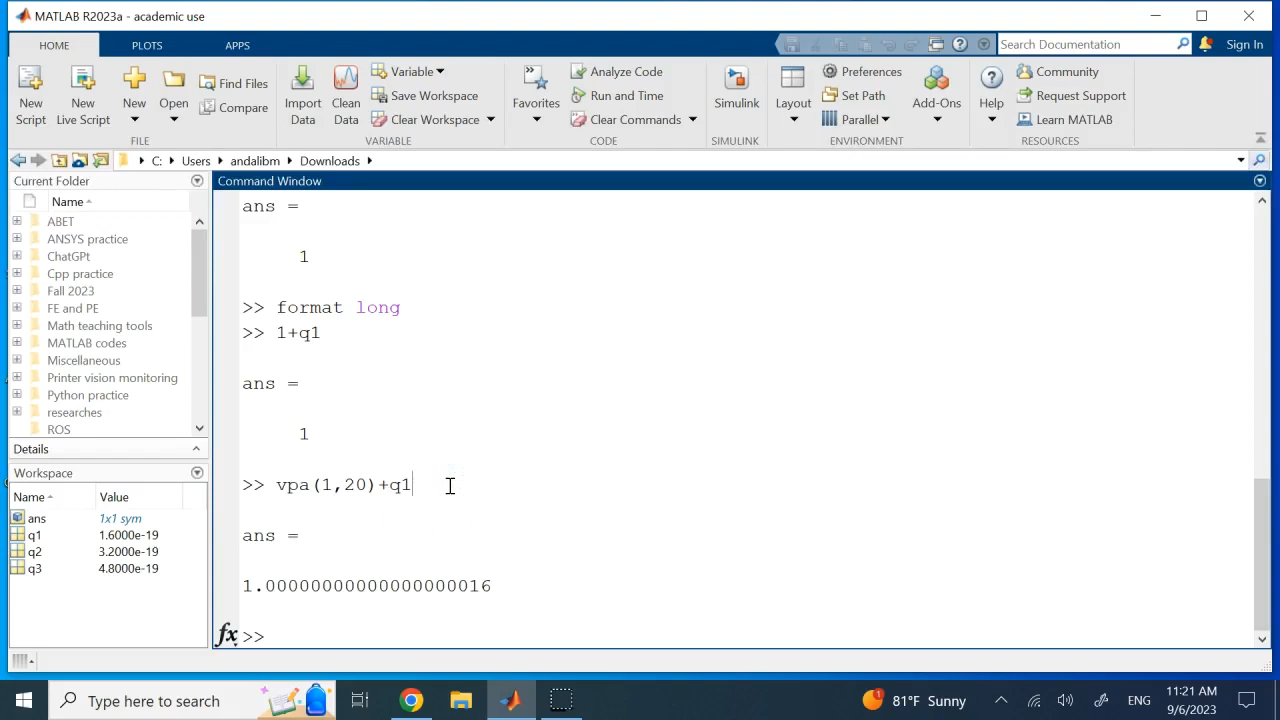 MATLAB R2023a - academic use
HOME PLOTS APPS
Search Documentation
Sign In
New Script
New Live Script
New
Open
Find Files
Compare
FILE
Import Data
Clean Data
Variable
Save Workspace
Clear Workspace
VARIABLE
Favorites
Analyze Code
Run and Time
Clear Commands
CODE
Simulink
SIMULINK
Layout
Preferences
Set Path
Parallel
Add-Ons
ENVIRONMENT
Help
Community
Request Support
Learn MATLAB
RESOURCES
C: Users andalibm Downloads
Current Folder
Name
ABET
ANSYS practice
ChatGPt
Cpp practice
Fall 2023
FE and PE
Math teaching tools
MATLAB codes
Miscellaneous
Printer vision monitoring
Python practice
researches
ROS
Details
Workspace
Name Value
ans 1x1 sym
q1 1.6000e-19
q2 3.2000e-19
q3 4.8000e-19
Command Window
ans =
1
>> format long
>> 1+q1
ans =
1
>> vpa(1,20)+q1
ans =
1.00000000000000000016
fx >>
Type here to search
1
81°F Sunny
ENG
11:21 AM
9/6/2023